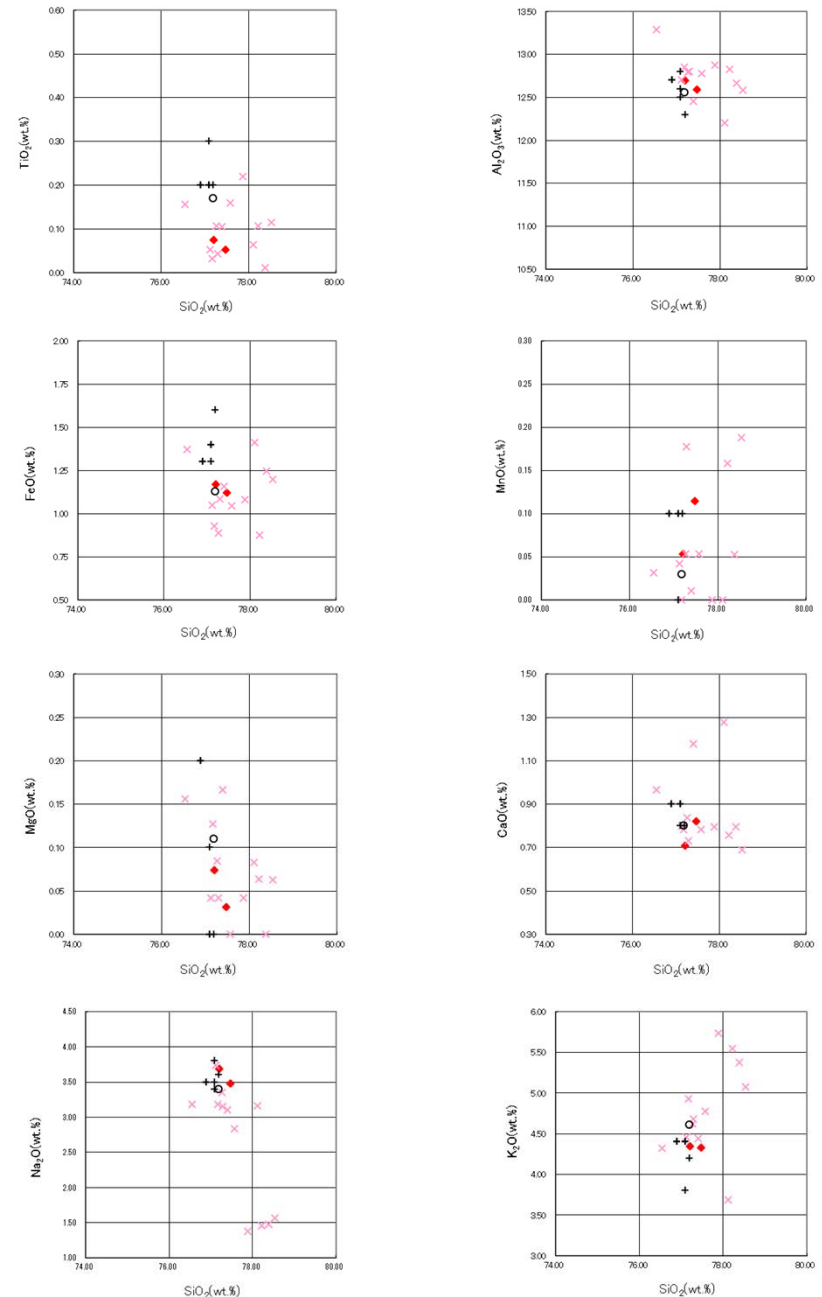 TiO₂(wt.%)
0.60
0.50
0.40
0.30
0.20
0.10
0.00
74.00 76.00 78.00 80.00
SiO₂(wt.%)
Al₂O₃(wt.%)
13.50
13.00
12.50
12.00
11.50
11.00
10.50
74.00 76.00 78.00 80.00
SiO₂(wt.%)
FeO(wt.%)
2.00
1.75
1.50
1.25
1.00
0.75
0.50
74.00 76.00 78.00 80.00
SiO₂(wt.%)
MnO(wt.%)
0.30
0.25
0.20
0.15
0.10
0.05
0.00
74.00 76.00 78.00 80.00
SiO₂(wt.%)
MgO(wt.%)
0.30
0.25
0.20
0.15
0.10
0.05
0.00
74.00 76.00 78.00 80.00
SiO₂(wt.%)
CaO(wt.%)
1.50
1.30
1.10
0.90
0.70
0.50
0.30
74.00 76.00 78.00 80.00
SiO₂(wt.%)
Na₂O(wt.%)
4.50
4.00
3.50
3.00
2.50
2.00
1.50
1.00
74.00 76.00 78.00 80.00
SiO₂(wt.%)
K₂O(wt.%)
6.00
5.50
5.00
4.50
4.00
3.50
3.00
74.00 76.00 78.00 80.00
SiO₂(wt.%)